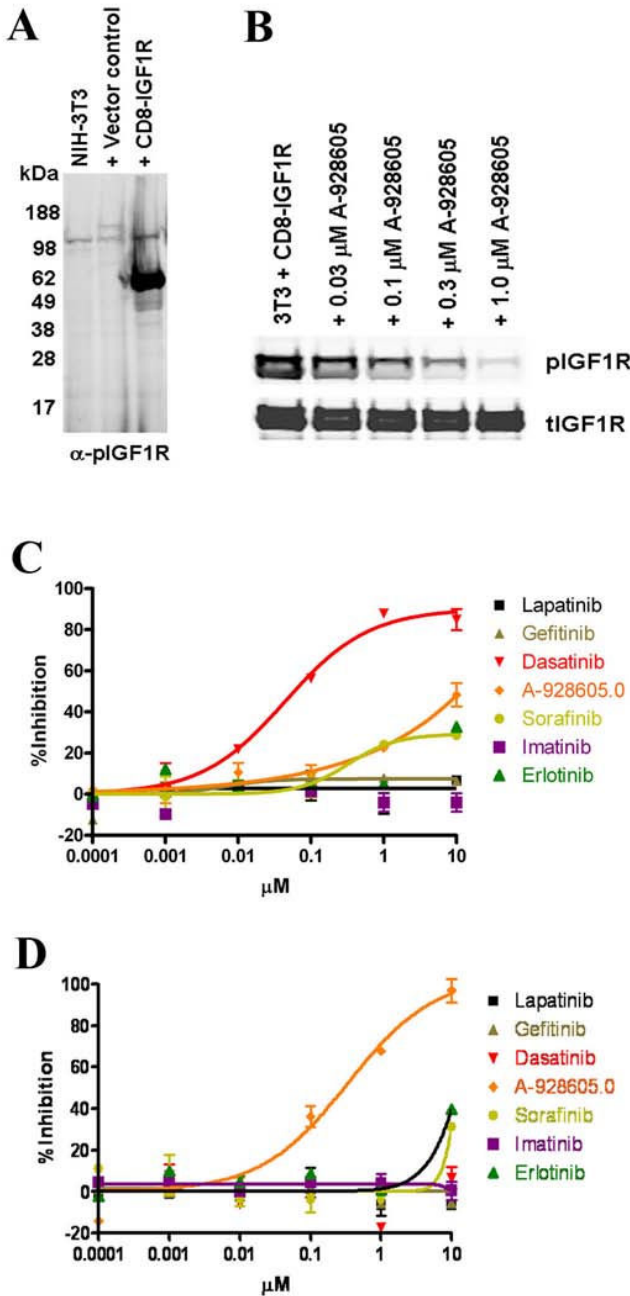 A
NIH-3T3
+ Vector control
+ CD8-IGF1R
kDa
188
98
62
49
38
28
17
α-pIGF1R
B
3T3 + CD8-IGF1R
+ 0.03 μM A-928605
+ 0.1 μM A-928605
+ 0.3 μM A-928605
+ 1.0 μM A-928605
pIGF1R
tIGF1R
C
%Inhibition
100
80
60
40
20
0
-20
0.0001 0.001 0.01 0.1 1 10
μM
Lapatinib
Gefitinib
Dasatinib
A-928605.0
Sorafinib
Imatinib
Erlotinib
D
% Inhibition
100
80
60
40
20
0
-20
0.0001 0.001 0.01 0.1 1 10
μM
Lapatinib
Gefitinib
Dasatinib
A-928605.0
Sorafinib
Imatinib
Erlotinib